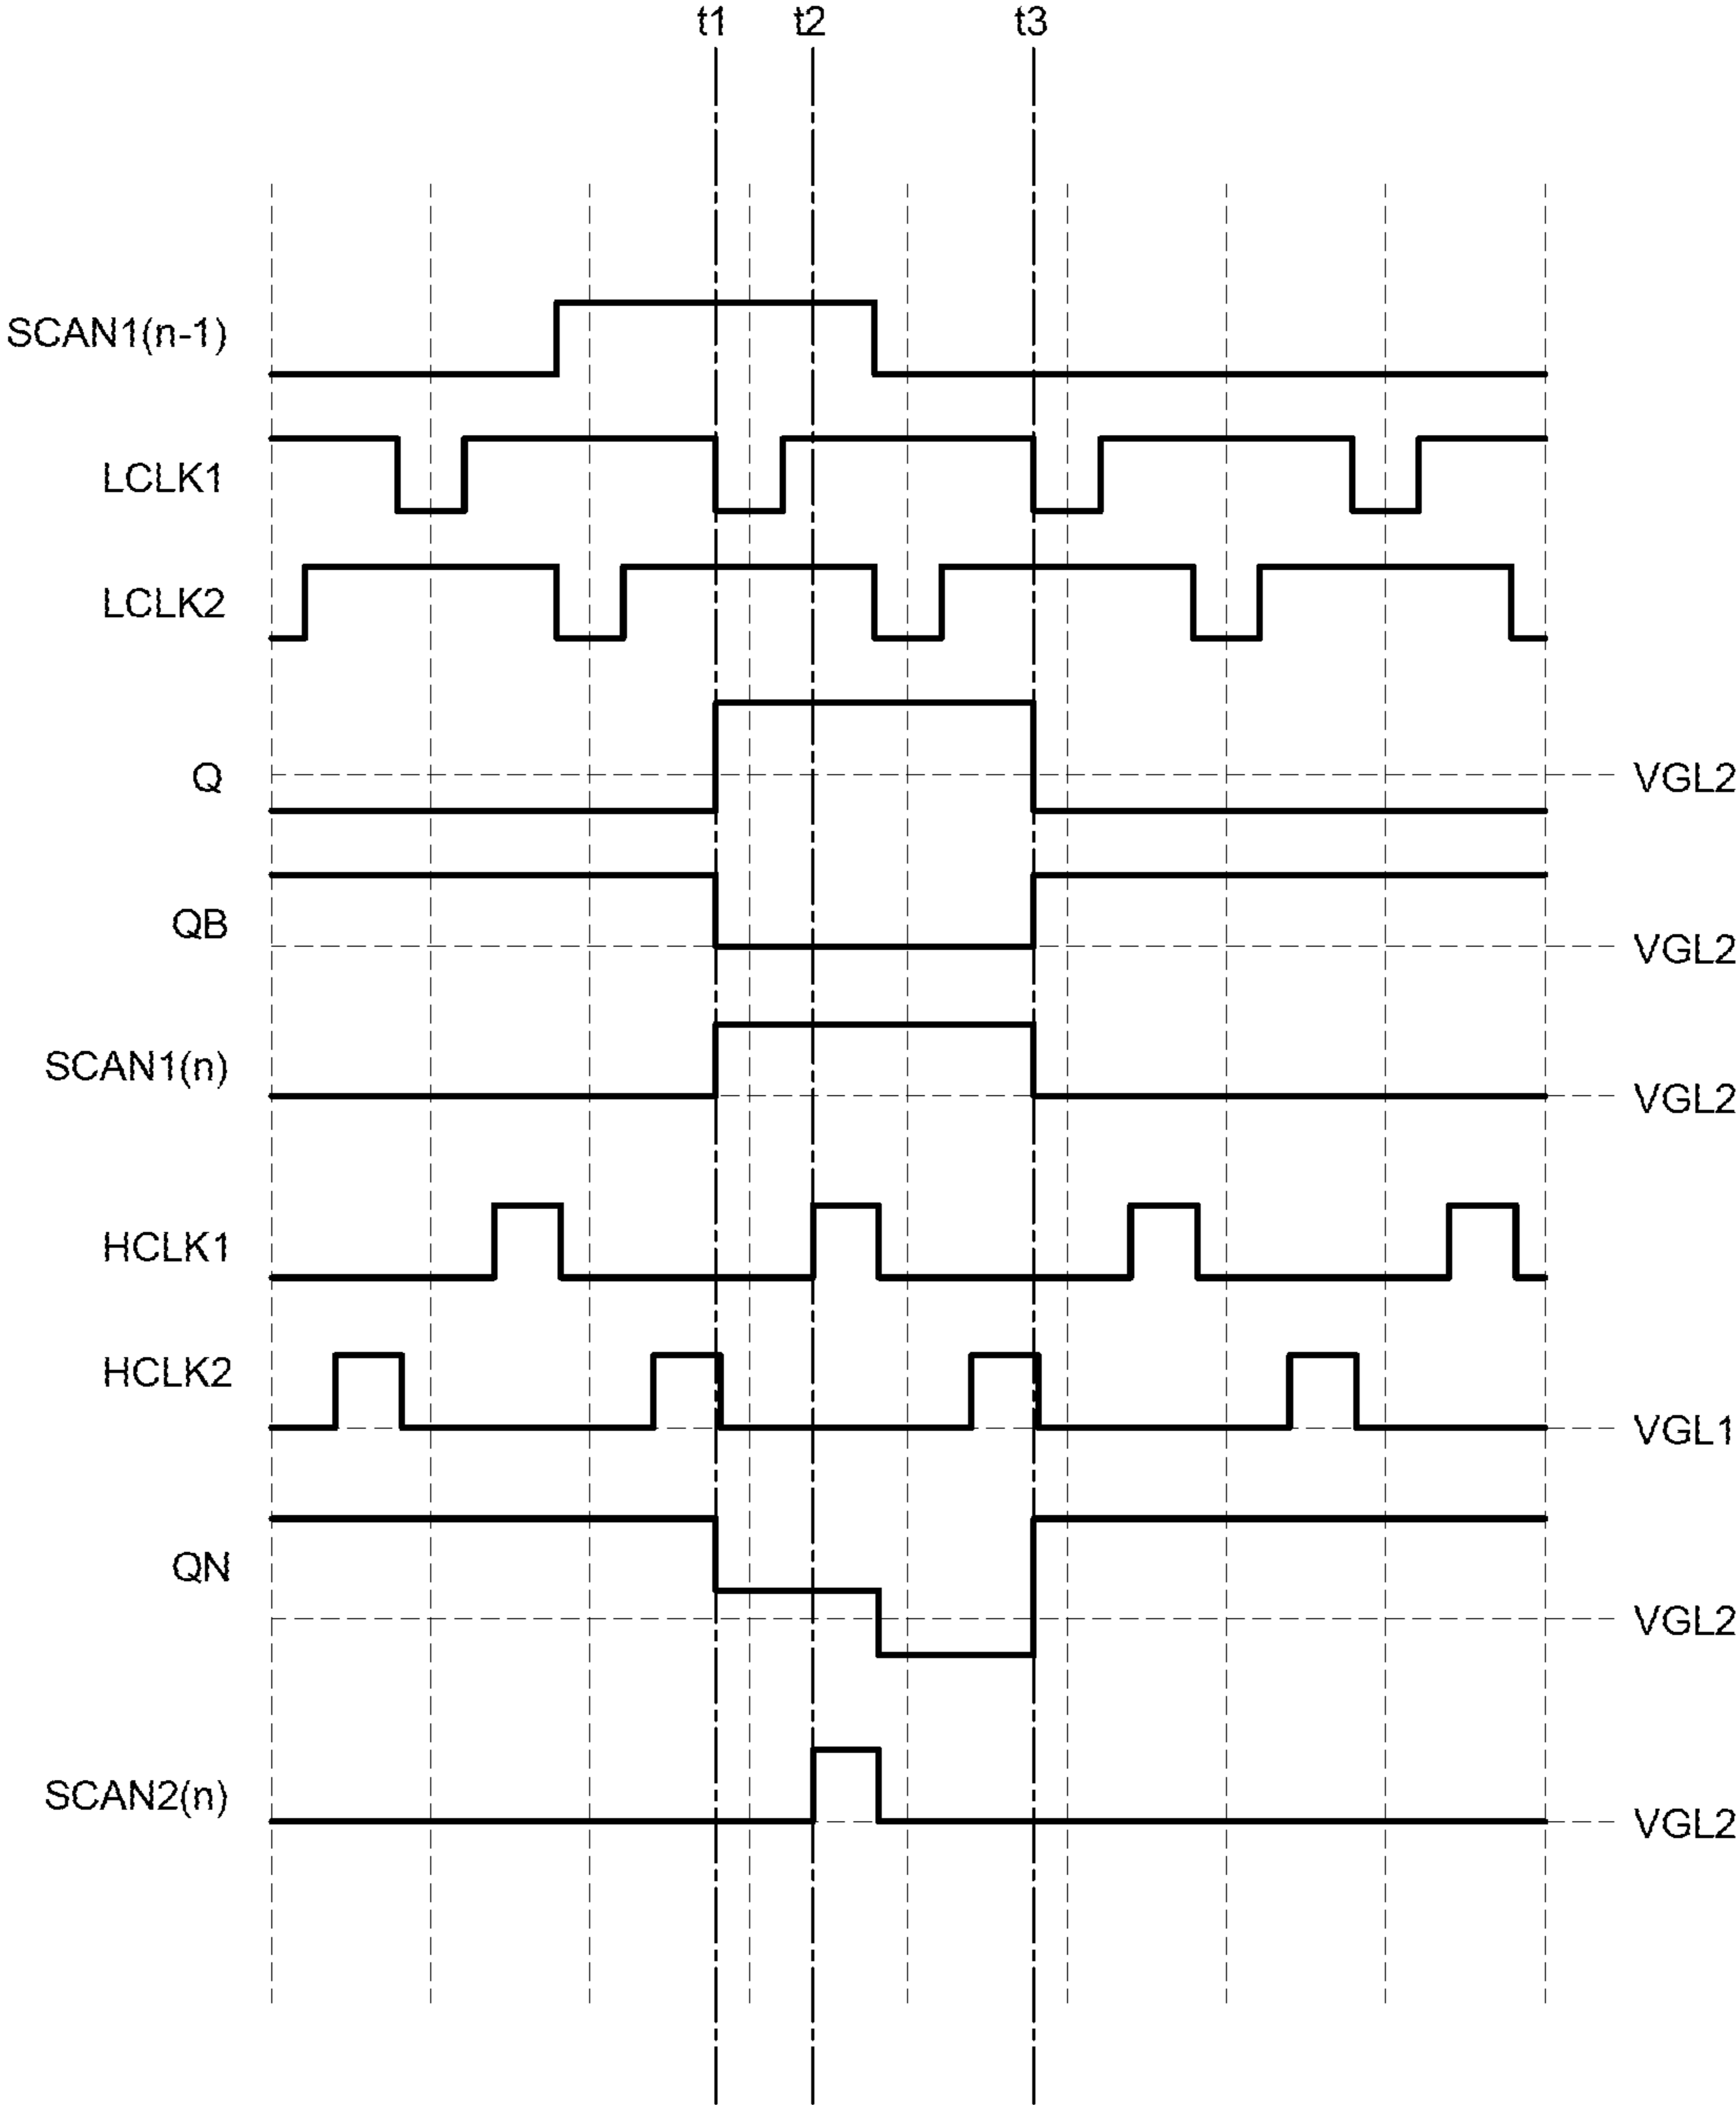 t1 t2 t3
SCAN1(n-1)
LCLK1
LCLK2
Q VGL2
QB VGL2
SCAN1(n) VGL2
HCLK1
HCLK2 VGL1
QN VGL2
SCAN2(n) VGL2